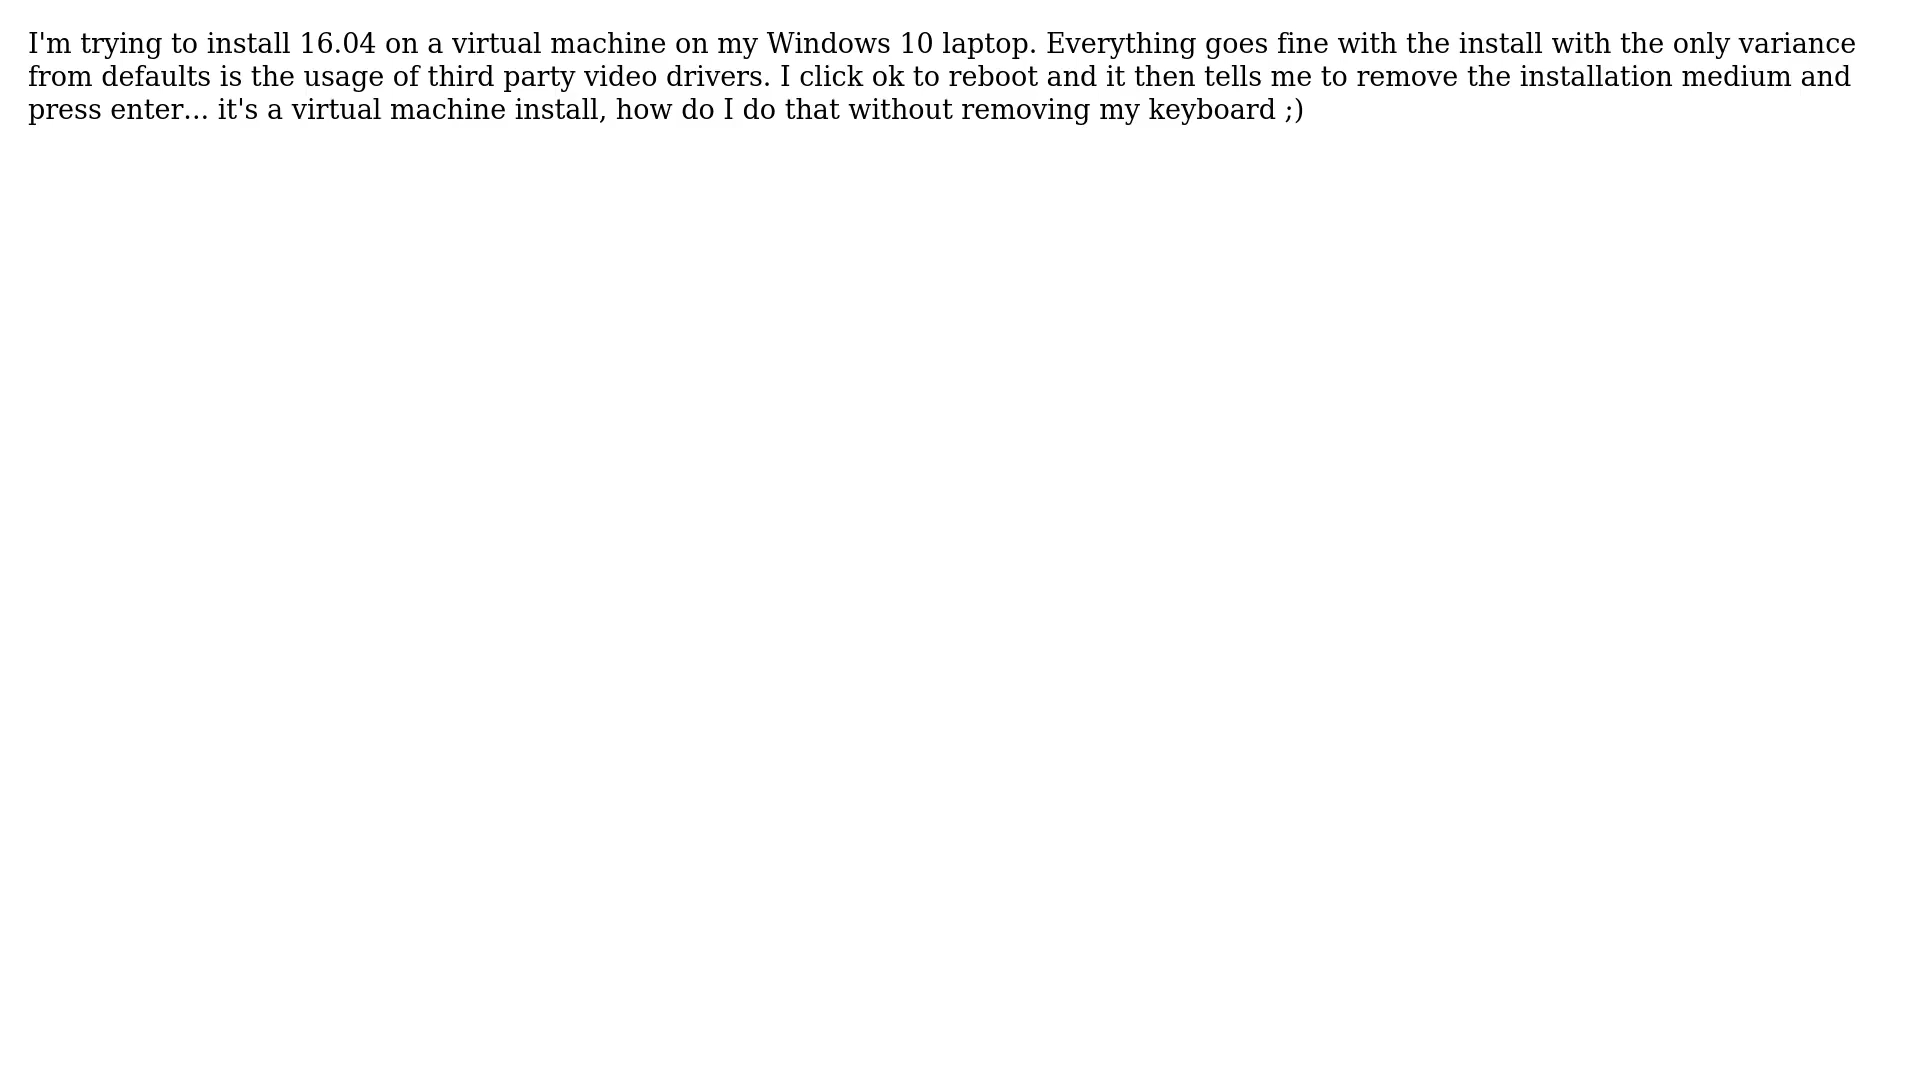 I'm trying to install 16.04 on a virtual machine on my Windows 10 laptop. Everything goes fine with the install with the only variance
from defaults is the usage of third party video drivers. I click ok to reboot and it then tells me to remove the installation medium and
press enter... it's a virtual machine install, how do I do that without removing my keyboard ;)